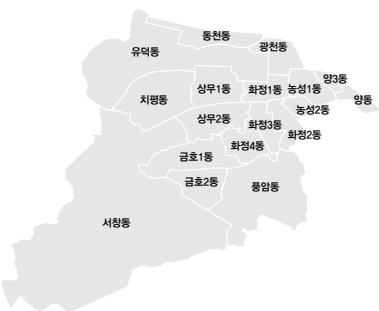 동천동
유덕동
광천동
양3동
상무1동
화정1동
농성1동
치평동
양동
농성2동
상무2동
화정3동
화정2동
화정4동
금호1동
금호2동
풍암동
서창동